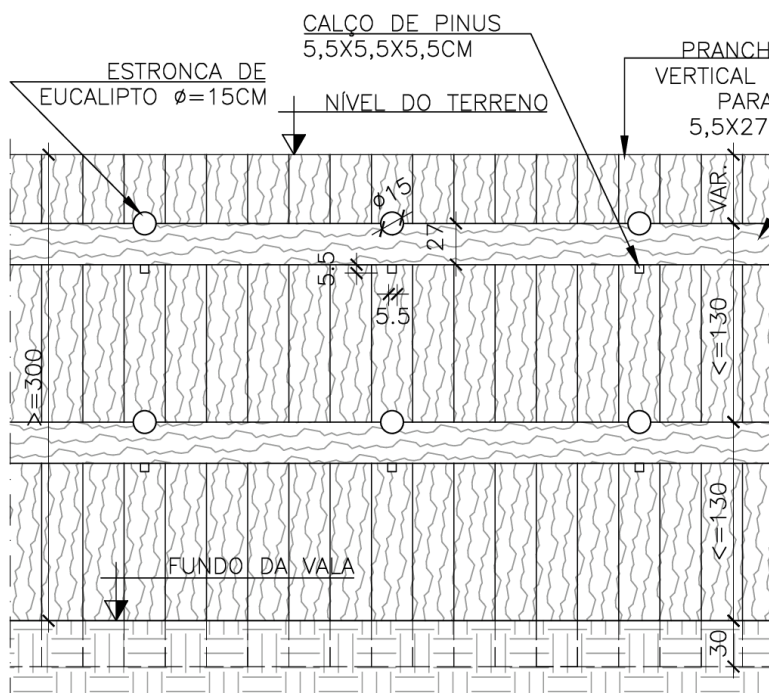 CALÇO DE PINUS
5,5X5,5X5,5CM
PRANCH
VERTICAL
PARA
5,5X27
ESTRONCA DE
EUCALIPTO Ø=15CM
NÍVEL DO TERRENO
VAR.
Ø15
27
5.5
5.5
>=300
<=130
<=130
FUNDO DA VALA
30